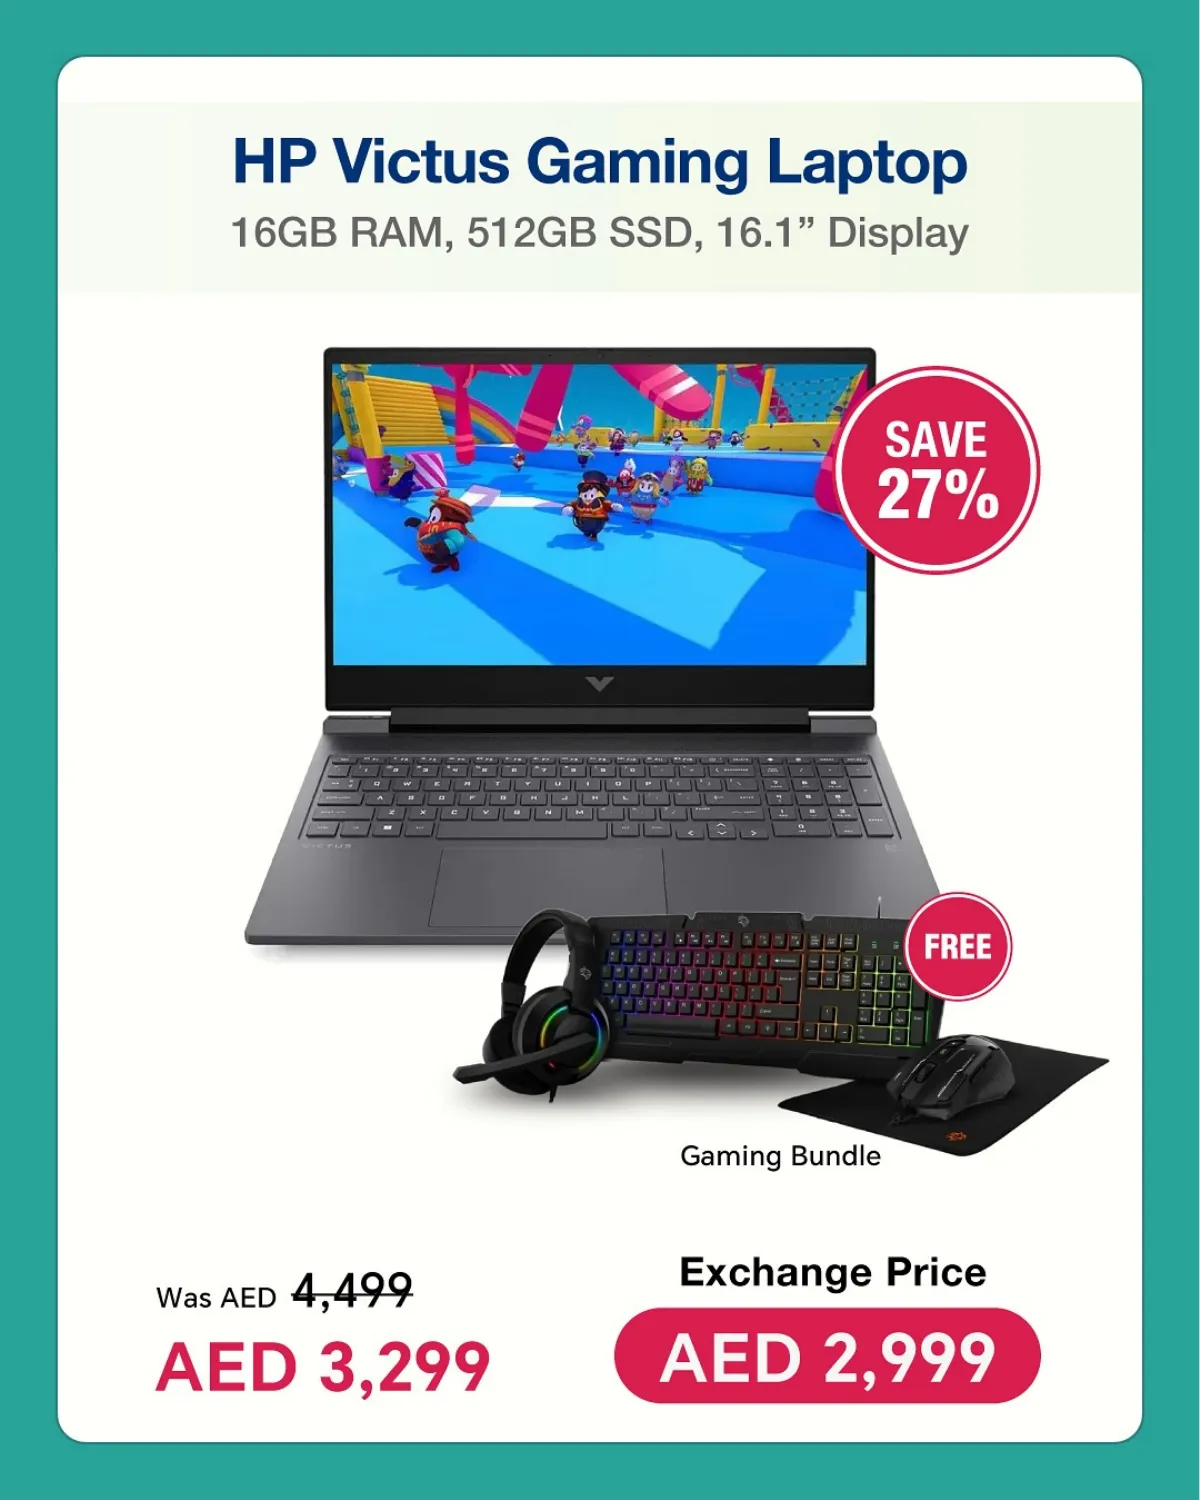 HP Victus Gaming Laptop
16GB RAM, 512GB SSD, 16.1” Display
SAVE
27%
VICTUS
FREE
Gaming Bundle
Was AED 4,499
AED 3,299
Exchange Price
AED 2,999